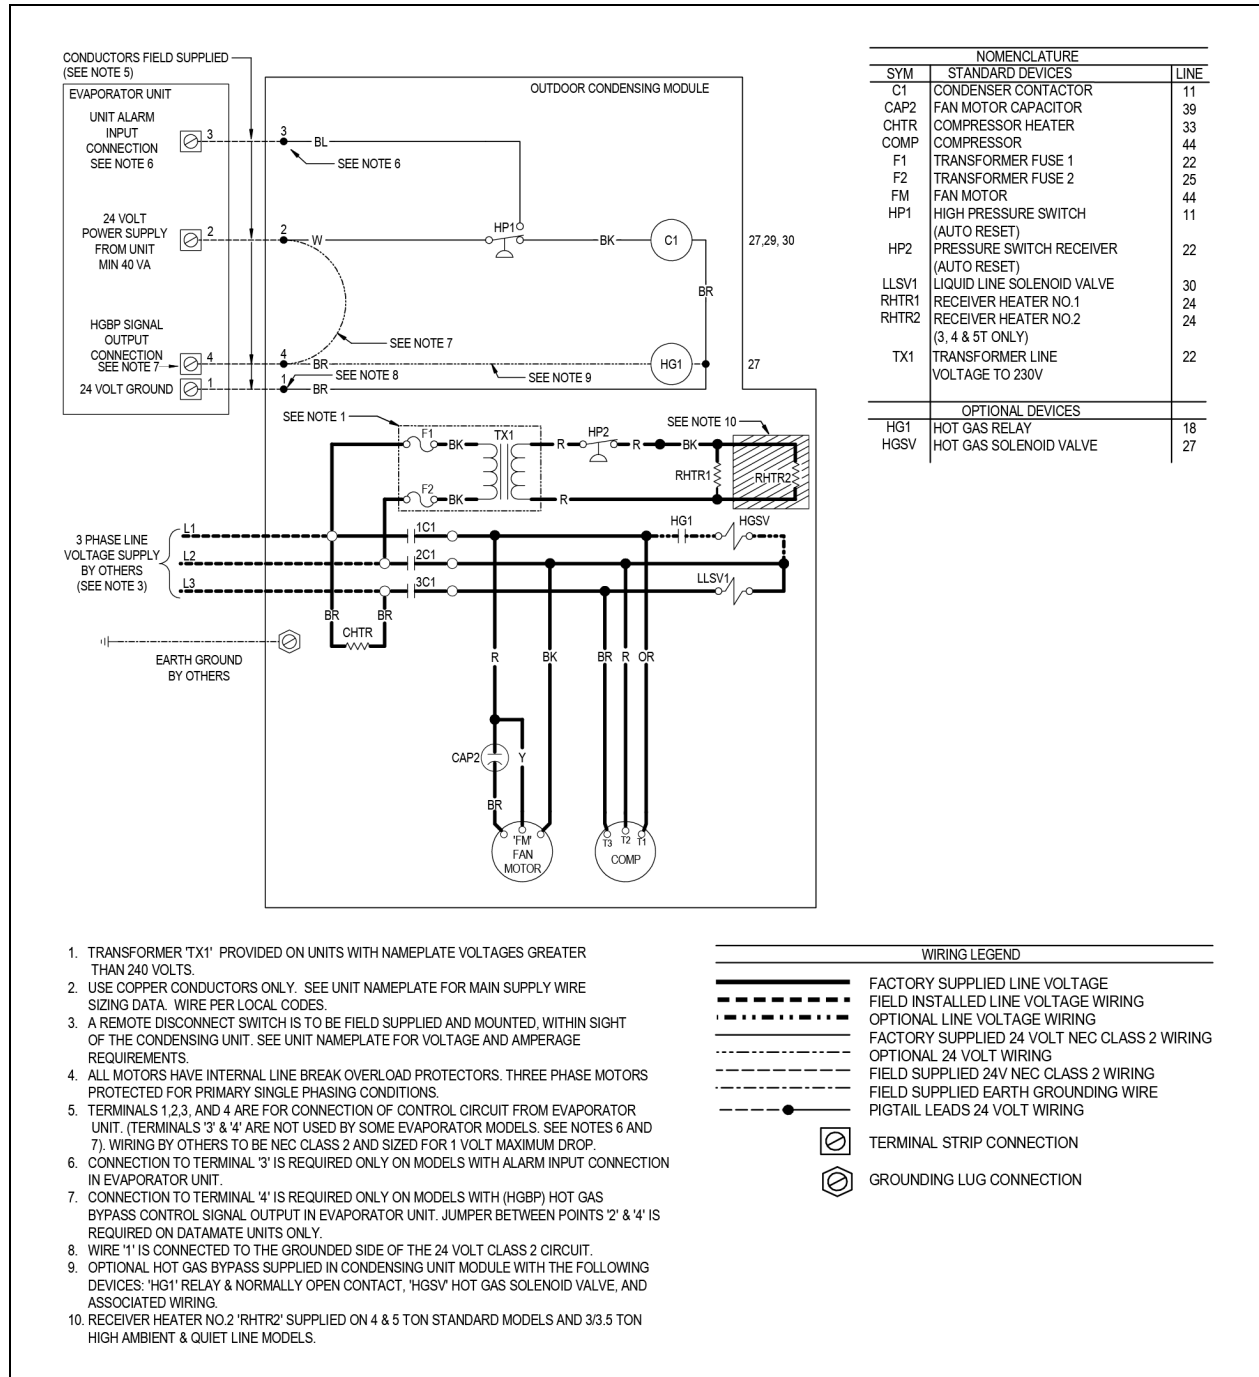 CONDUCTORS FIELD SUPPLIED
(SEE NOTE 5)
EVAPORATOR UNIT
OUTDOOR CONDENSING MODULE
UNIT ALARM
INPUT
CONNECTION
SEE NOTE 6
3
3
BL
SEE NOTE 6
24 VOLT
POWER SUPPLY
FROM UNIT
MIN 40 VA
2
2
W
HP1
BK
C1
27,29, 30
BR
SEE NOTE 7
HGBP SIGNAL
OUTPUT
CONNECTION
SEE NOTE 7
4
4
BR
SEE NOTE 9
HG1
27
24 VOLT GROUND
1
1
BR
SEE NOTE 8
SEE NOTE 1
F1
BK
TX1
R
HP2
R
BK
SEE NOTE 10
RHTR1
RHTR2
F2
BK
R
3 PHASE LINE
VOLTAGE SUPPLY
BY OTHERS
(SEE NOTE 3)
L1
1C1
HG1
HGSV
L2
2C1
L3
3C1
LLSV1
BR
BR
CHTR
EARTH GROUND
BY OTHERS
R
BK
BR
R
OR
CAP2
Y
BR
'FM'
FAN
MOTOR
T3
T2
T1
COMP
NOMENCLATURE
SYM STANDARD DEVICES LINE
C1 CONDENSER CONTACTOR 11
CAP2 FAN MOTOR CAPACITOR 39
CHTR COMPRESSOR HEATER 33
COMP COMPRESSOR 44
F1 TRANSFORMER FUSE 1 22
F2 TRANSFORMER FUSE 2 25
FM FAN MOTOR 44
HP1 HIGH PRESSURE SWITCH 11
(AUTO RESET)
HP2 PRESSURE SWITCH RECEIVER 22
(AUTO RESET)
LLSV1 LIQUID LINE SOLENOID VALVE 30
RHTR1 RECEIVER HEATER NO.1 24
RHTR2 RECEIVER HEATER NO.2 24
(3, 4 & 5T ONLY)
TX1 TRANSFORMER LINE 22
VOLTAGE TO 230V
OPTIONAL DEVICES
HG1 HOT GAS RELAY 18
HGSV HOT GAS SOLENOID VALVE 27
1. TRANSFORMER 'TX1' PROVIDED ON UNITS WITH NAMEPLATE VOLTAGES GREATER
THAN 240 VOLTS.
2. USE COPPER CONDUCTORS ONLY. SEE UNIT NAMEPLATE FOR MAIN SUPPLY WIRE
SIZING DATA. WIRE PER LOCAL CODES.
3. A REMOTE DISCONNECT SWITCH IS TO BE FIELD SUPPLIED AND MOUNTED, WITHIN SIGHT
OF THE CONDENSING UNIT. SEE UNIT NAMEPLATE FOR VOLTAGE AND AMPERAGE
REQUIREMENTS.
4. ALL MOTORS HAVE INTERNAL LINE BREAK OVERLOAD PROTECTORS. THREE PHASE MOTORS
PROTECTED FOR PRIMARY SINGLE PHASING CONDITIONS.
5. TERMINALS 1,2,3, AND 4 ARE FOR CONNECTION OF CONTROL CIRCUIT FROM EVAPORATOR
UNIT. (TERMINALS '3' & '4' ARE NOT USED BY SOME EVAPORATOR MODELS. SEE NOTES 6 AND
7). WIRING BY OTHERS TO BE NEC CLASS 2 AND SIZED FOR 1 VOLT MAXIMUM DROP.
6. CONNECTION TO TERMINAL '3' IS REQUIRED ONLY ON MODELS WITH ALARM INPUT CONNECTION
IN EVAPORATOR UNIT.
7. CONNECTION TO TERMINAL '4' IS REQUIRED ONLY ON MODELS WITH (HGBP) HOT GAS
BYPASS CONTROL SIGNAL OUTPUT IN EVAPORATOR UNIT. JUMPER BETWEEN POINTS '2' & '4' IS
REQUIRED ON DATAMATE UNITS ONLY.
8. WIRE '1' IS CONNECTED TO THE GROUNDED SIDE OF THE 24 VOLT CLASS 2 CIRCUIT.
9. OPTIONAL HOT GAS BYPASS SUPPLIED IN CONDENSING UNIT MODULE WITH THE FOLLOWING
DEVICES: 'HG1' RELAY & NORMALLY OPEN CONTACT, 'HGSV' HOT GAS SOLENOID VALVE, AND
ASSOCIATED WIRING.
10. RECEIVER HEATER NO.2 'RHTR2' SUPPLIED ON 4 & 5 TON STANDARD MODELS AND 3/3.5 TON
HIGH AMBIENT & QUIET LINE MODELS.
WIRING LEGEND
FACTORY SUPPLIED LINE VOLTAGE
FIELD INSTALLED LINE VOLTAGE WIRING
OPTIONAL LINE VOLTAGE WIRING
FACTORY SUPPLIED 24 VOLT NEC CLASS 2 WIRING
OPTIONAL 24 VOLT WIRING
FIELD SUPPLIED 24V NEC CLASS 2 WIRING
FIELD SUPPLIED EARTH GROUNDING WIRE
PIGTAIL LEADS 24 VOLT WIRING
TERMINAL STRIP CONNECTION
GROUNDING LUG CONNECTION